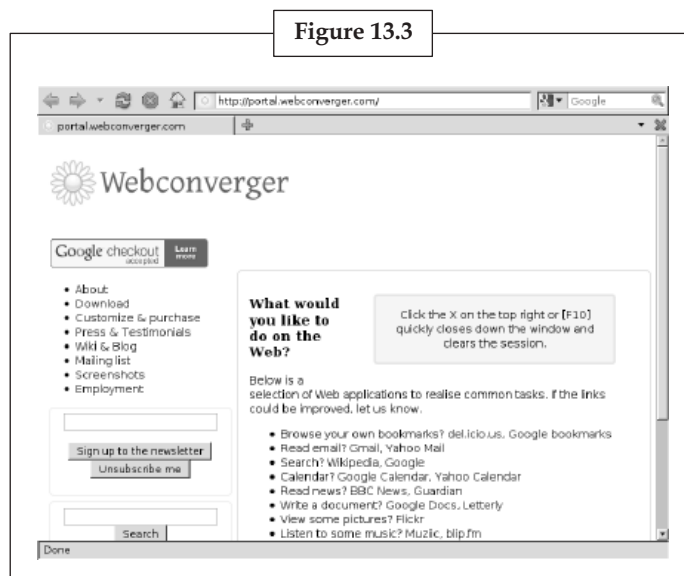 Figure 13.3
http://portal.webconverger.com/
Google
portal.webconverger.com
Webconverger
Google checkout
accepted
Learn
more
• About
• Download
• Customize & purchase
• Press & Testimonials
• Wiki & Blog
• Mailing list
• Screenshots
• Employment
Sign up to the newsletter
Unsubscribe me
Search
What would
you like to
do on the
Web?
Click the X on the top right or [F10]
quickly closes down the window and
clears the session.
Below is a
selection of Web applications to realise common tasks. If the links
could be improved, let us know.
• Browse your own bookmarks? del.icio.us, Google bookmarks
• Read email? Gmail, Yahoo Mail
• Search? Wikipedia, Google
• Calendar? Google Calendar, Yahoo Calendar
• Read news? BBC News, Guardian
• Write a document? Google Docs, Letterly
• View some pictures? Flickr
• Listen to some music? Muziic, blip.fm
Done